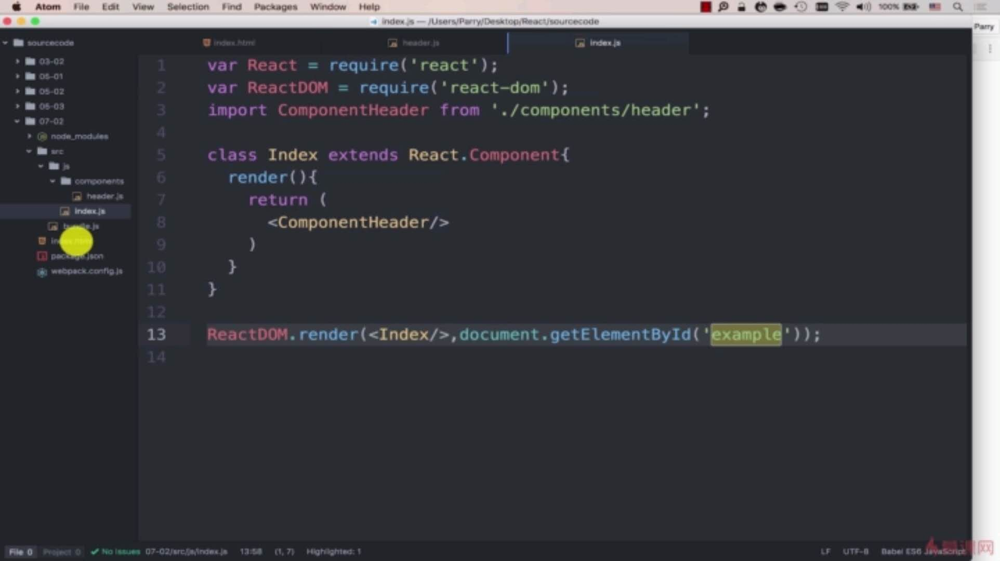 Atom File Edit View Selection Find Packages Window Help 100%
index.js — /Users/Parry/Desktop/React/sourcecode
Parry
sourcecode
03-02
05-01
05-02
05-03
07-02
node_modules
src
js
components
header.js
index.js
bundle.js
index.html
package.json
webpack.config.js
index.html header.js index.js
1 var React = require('react');
2 var ReactDOM = require('react-dom');
3 import ComponentHeader from './components/header';
4
5 class Index extends React.Component{
6 render(){
7 return (
8 <ComponentHeader/>
9 )
10 }
11 }
12
13 ReactDOM.render(<Index/>,document.getElementById('example'));
14
File 0 Project 0 No Issues 07-02/src/js/index.js 13:58 (1, 7) Highlighted: 1 LF UTF-8 Babel ES6 JavaScript